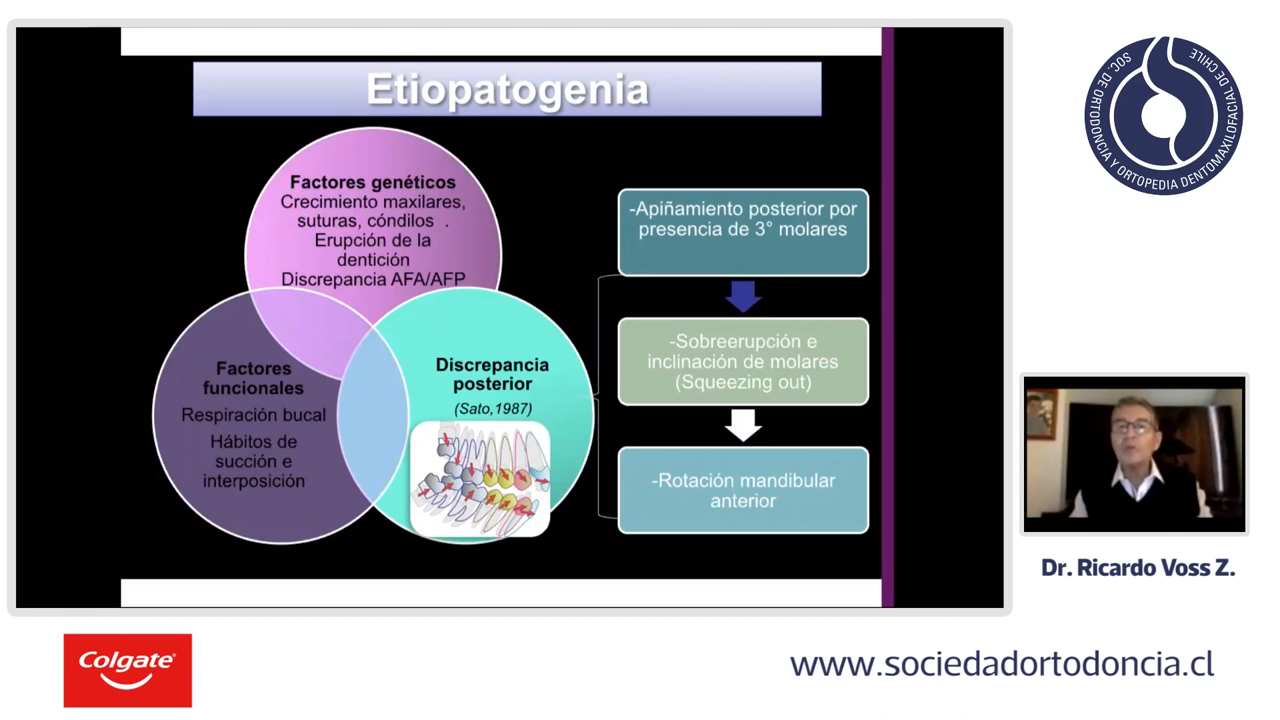 Etiopatogenia
Factores genéticos
Crecimiento maxilares,
suturas, cóndilos .
Erupción de la
dentición
Discrepancia AFA/AFP
Factores
funcionales
Respiración bucal
Hábitos de
succión e
interposición
Discrepancia
posterior
(Sato,1987)
-Apiñamiento posterior por
presencia de 3° molares
-Sobreerupción e
inclinación de molares
(Squeezing out)
-Rotación mandibular
anterior
SOC. DE ORTODONCIA Y ORTOPEDIA DENTOMAXILOFACIAL DE CHILE
Dr. Ricardo Voss Z.
Colgate®
www.sociedadortodoncia.cl